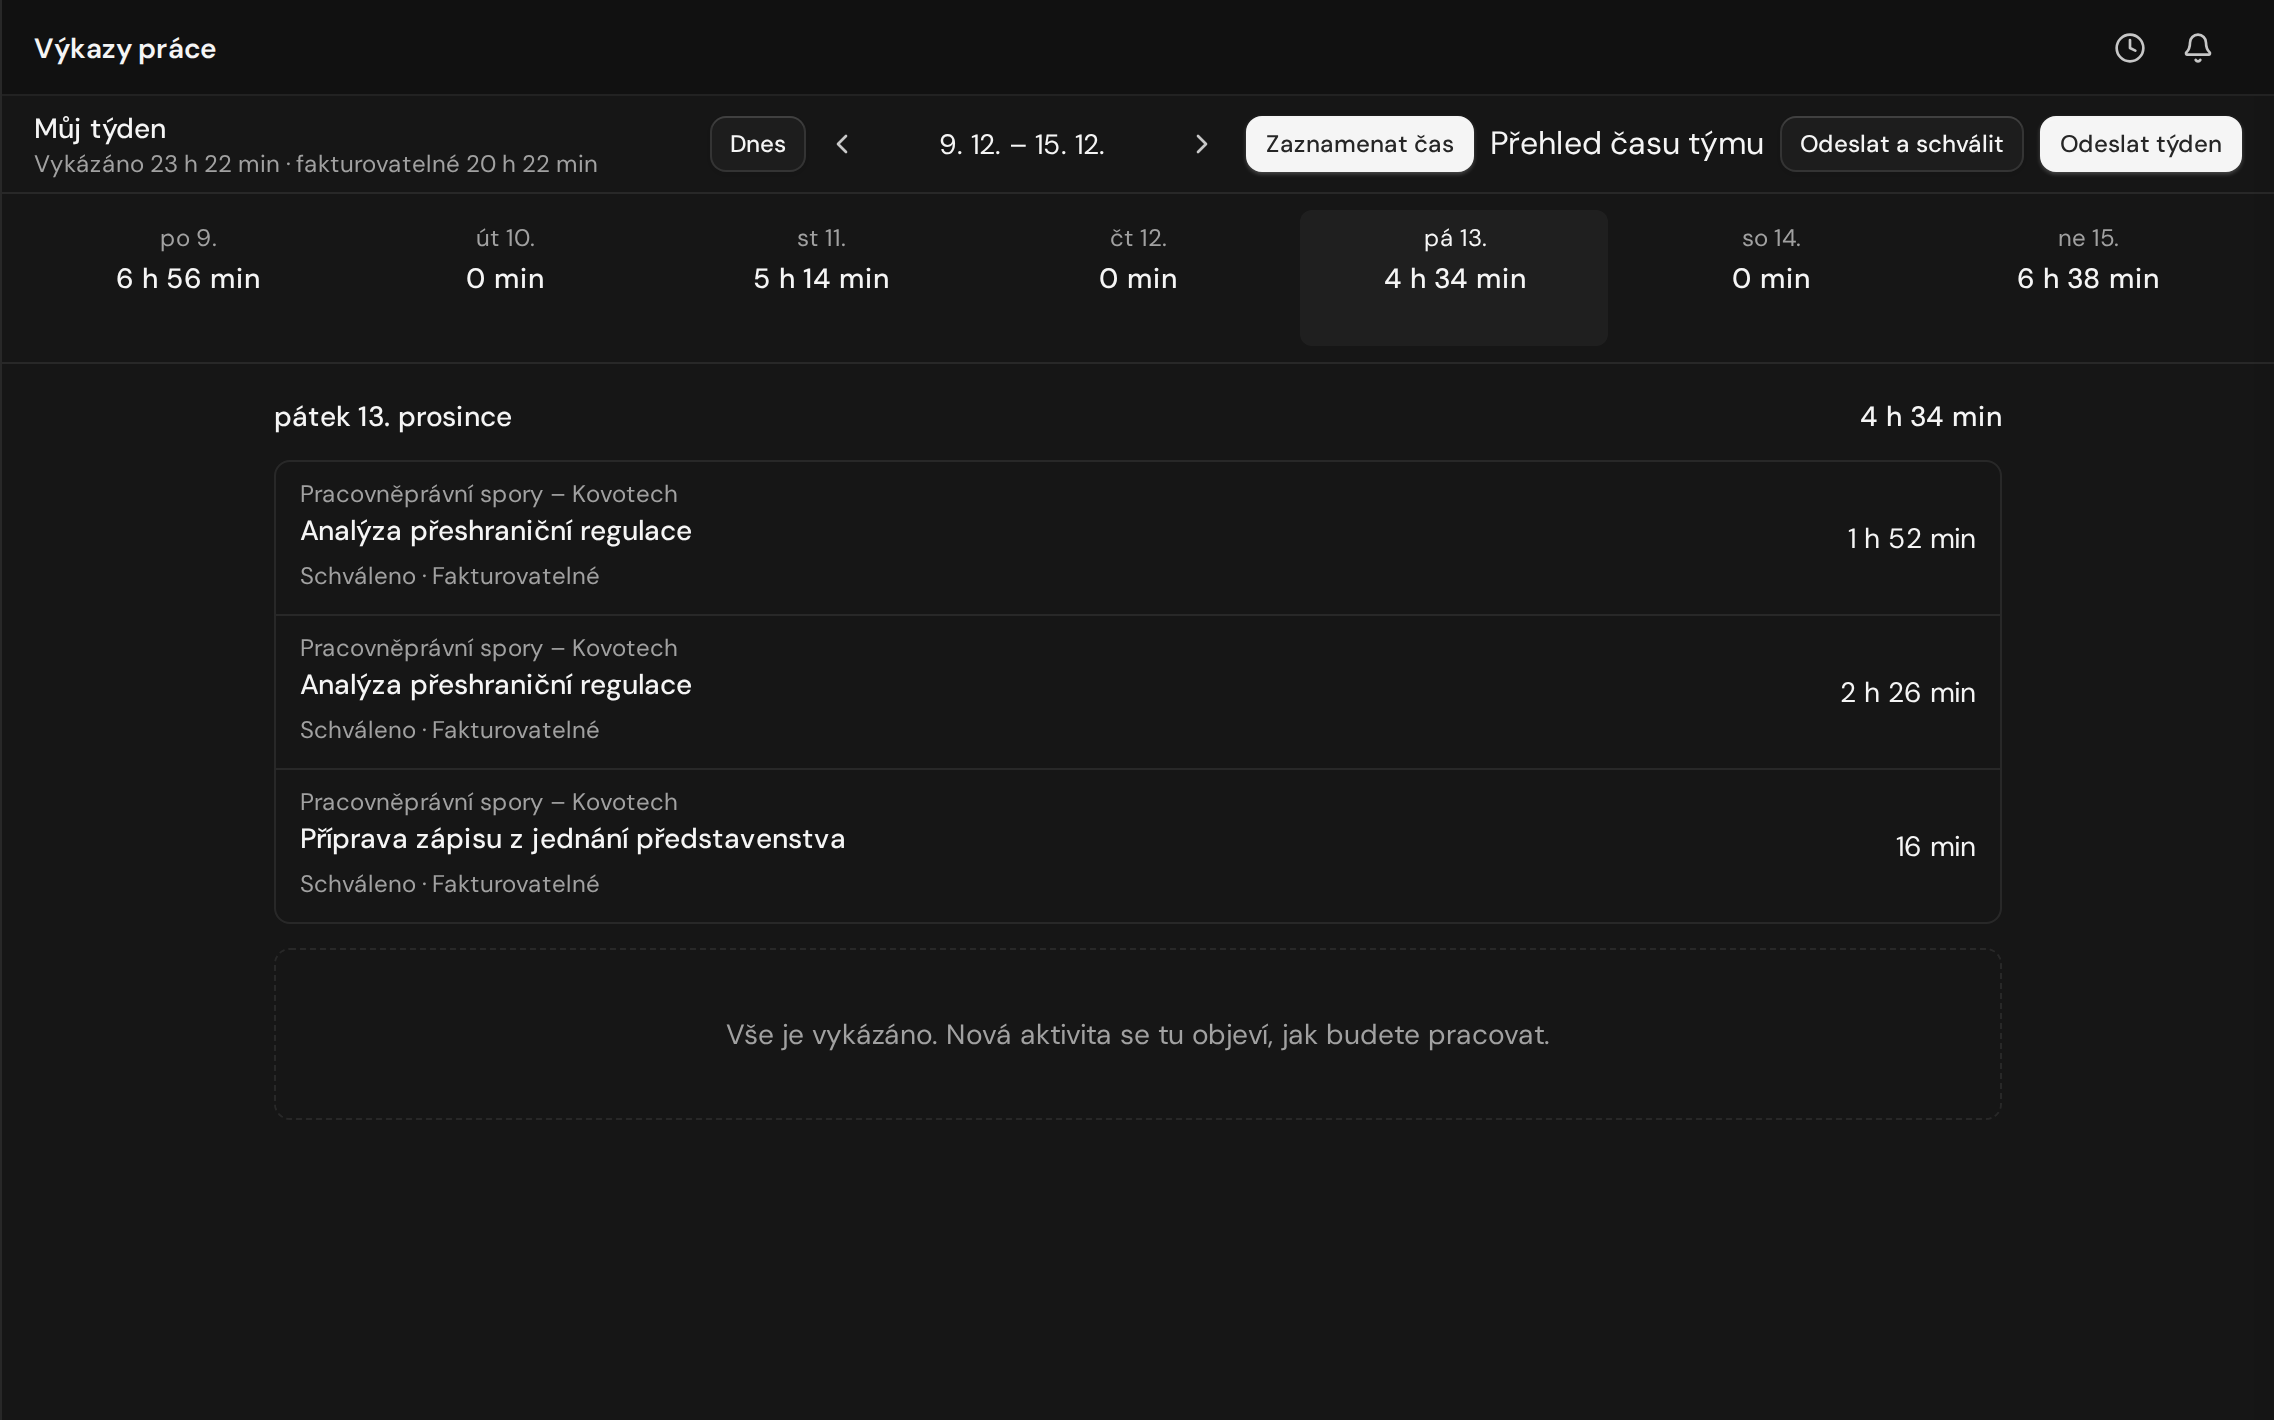 Výkazy práce
Můj týden
Vykázáno 23 h 22 min · fakturovatelné 20 h 22 min
Dnes
9. 12. – 15. 12.
Zaznamenat čas
Přehled času týmu
Odeslat a schválit
Odeslat týden
po 9.
6 h 56 min
út 10.
0 min
st 11.
5 h 14 min
čt 12.
0 min
pá 13.
4 h 34 min
so 14.
0 min
ne 15.
6 h 38 min
pátek 13. prosince
4 h 34 min
Pracovněprávní spory – Kovotech
Analýza přeshraniční regulace
Schváleno · Fakturovatelné
1 h 52 min
Pracovněprávní spory – Kovotech
Analýza přeshraniční regulace
Schváleno · Fakturovatelné
2 h 26 min
Pracovněprávní spory – Kovotech
Příprava zápisu z jednání představenstva
Schváleno · Fakturovatelné
16 min
Vše je vykázáno. Nová aktivita se tu objeví, jak budete pracovat.